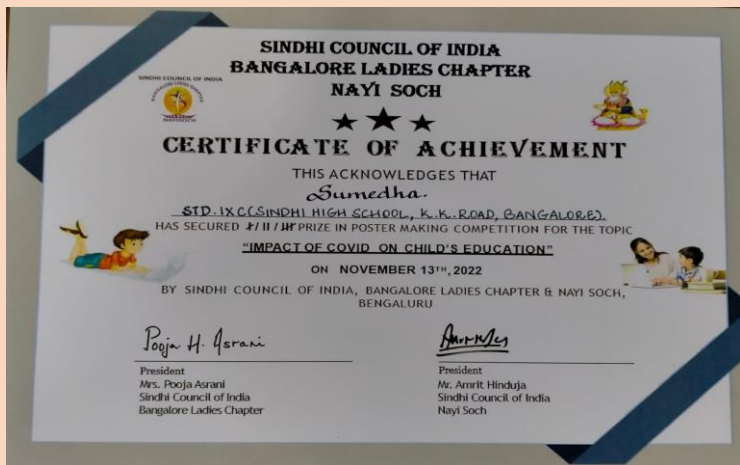 SINDHI COUNCIL OF INDIA
BANGALORE LADIES CHAPTER
NAYI SOCH
SINDHI COUNCIL OF INDIA
BANGALORE LADIES CHAPTER
NAYISOCH
CERTIFICATE OF ACHIEVEMENT
THIS ACKNOWLEDGES THAT
Sumedha.
STD. IX C (SINDHI HIGH SCHOOL, K.K. ROAD, BANGALORE).
HAS SECURED I / II / III PRIZE IN POSTER MAKING COMPETITION FOR THE TOPIC
"IMPACT OF COVID ON CHILD'S EDUCATION"
ON NOVEMBER 13TH, 2022
BY SINDHI COUNCIL OF INDIA, BANGALORE LADIES CHAPTER & NAYI SOCH,
BENGALURU
Pooja H. Asrani
President
Mrs. Pooja Asrani
Sindhi Council of India
Bangalore Ladies Chapter
President
Mr. Amrit Hinduja
Sindhi Council of India
Nayi Soch